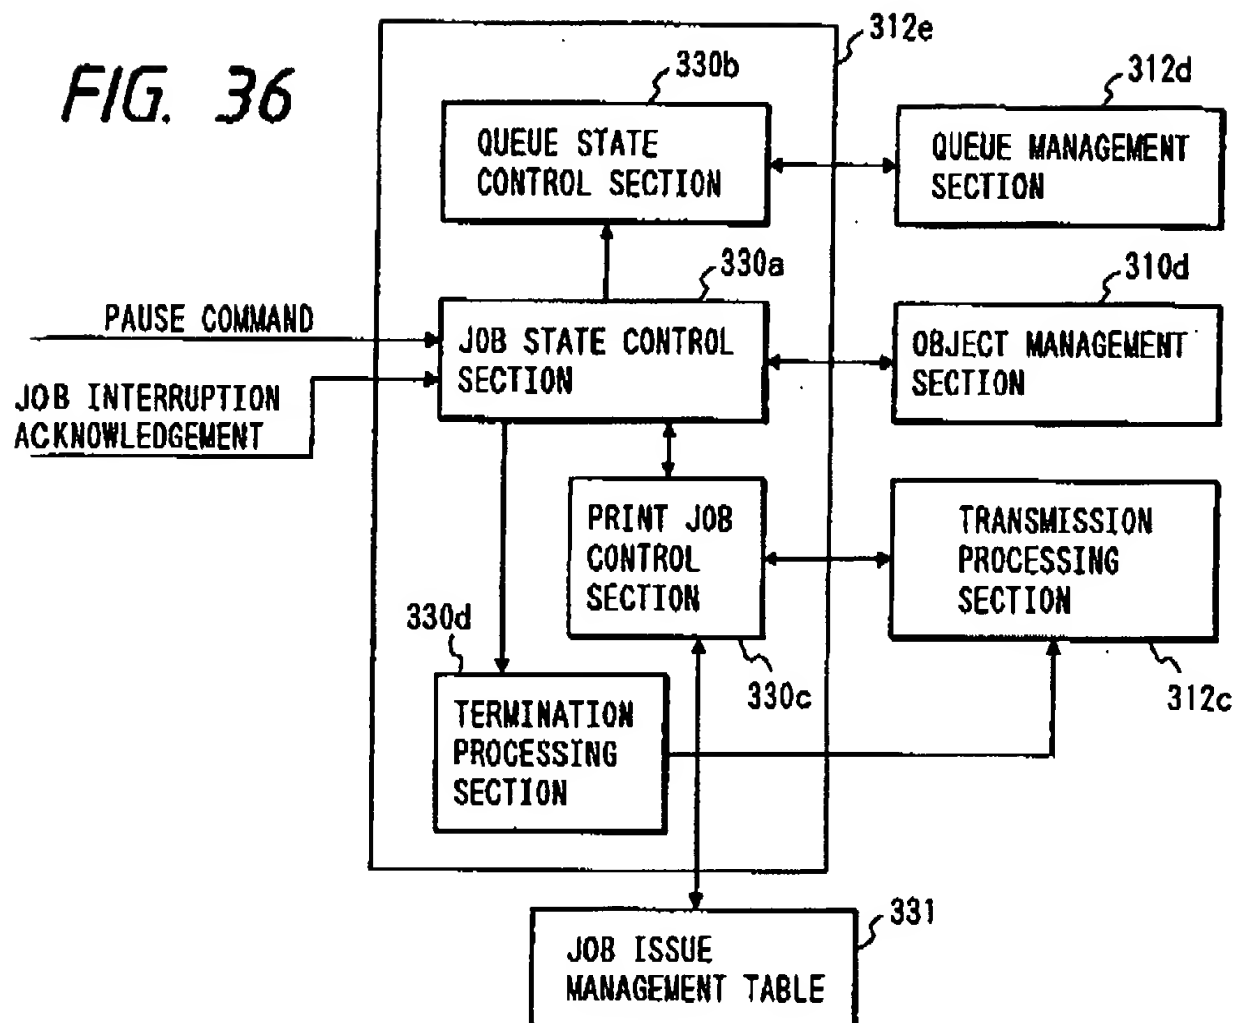 FIG. 36
312e
330b
312d
QUEUE STATE
CONTROL SECTION
QUEUE MANAGEMENT
SECTION
330a
310d
PAUSE COMMAND
JOB STATE CONTROL
SECTION
OBJECT MANAGEMENT
SECTION
JOB INTERRUPTION
ACKNOWLEDGEMENT
PRINT JOB
CONTROL
SECTION
TRANSMISSION
PROCESSING
SECTION
330d
330c
312c
TERMINATION
PROCESSING
SECTION
331
JOB ISSUE
MANAGEMENT TABLE